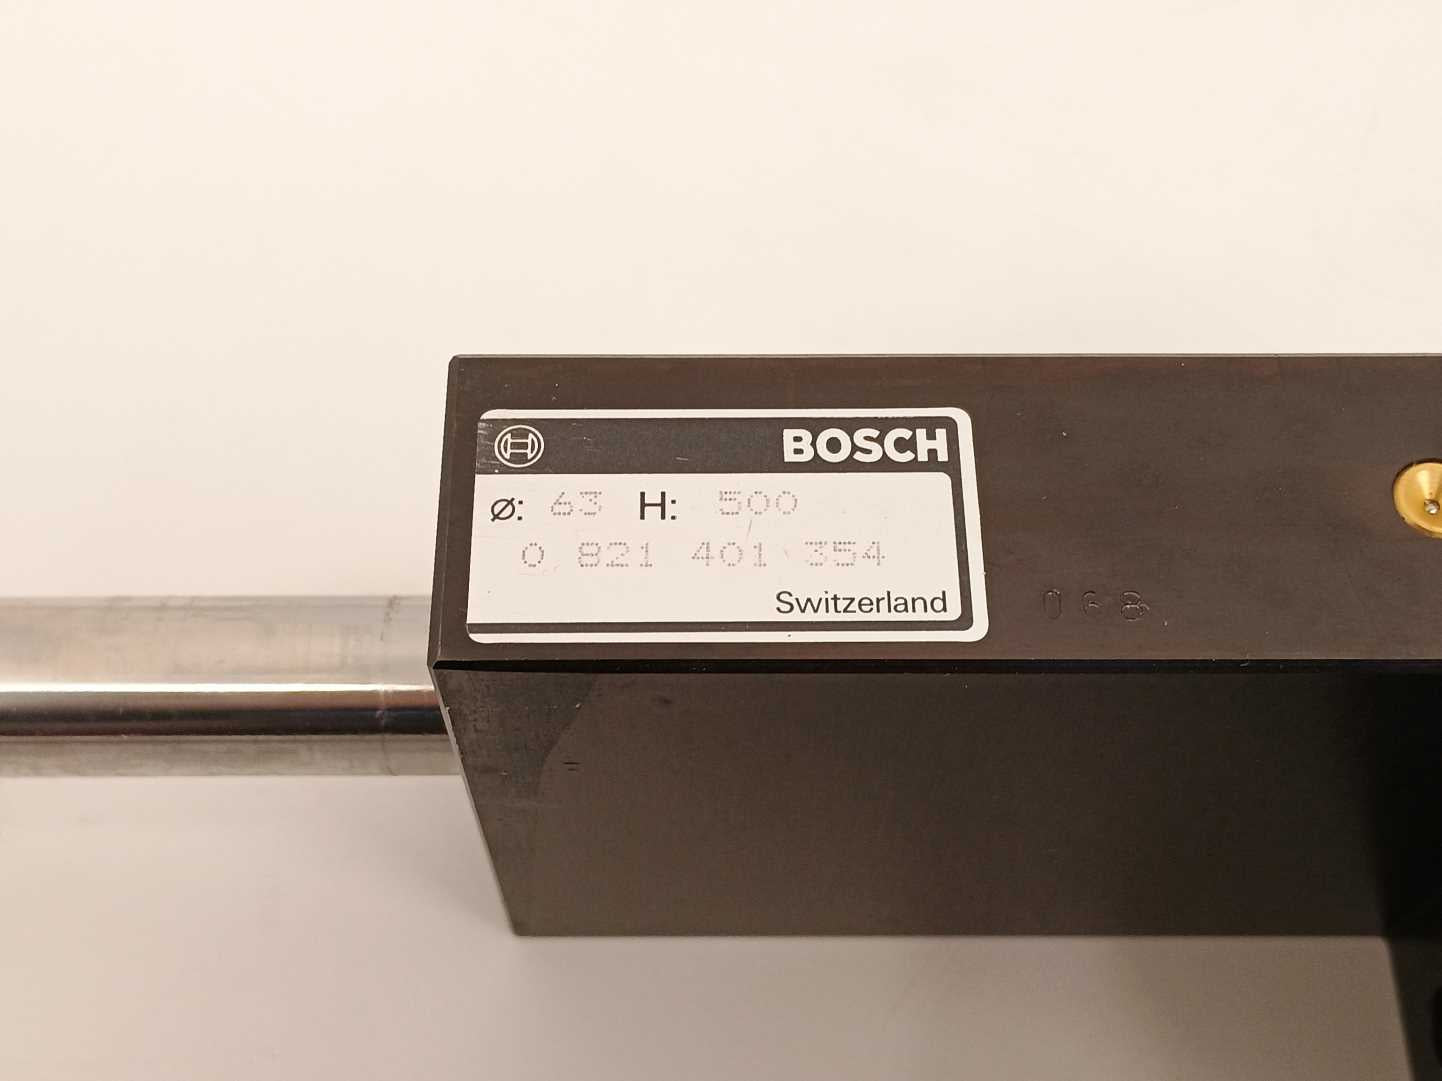 BOSCH
ø: 63 H: 500
0 821 401 354
Switzerland
068